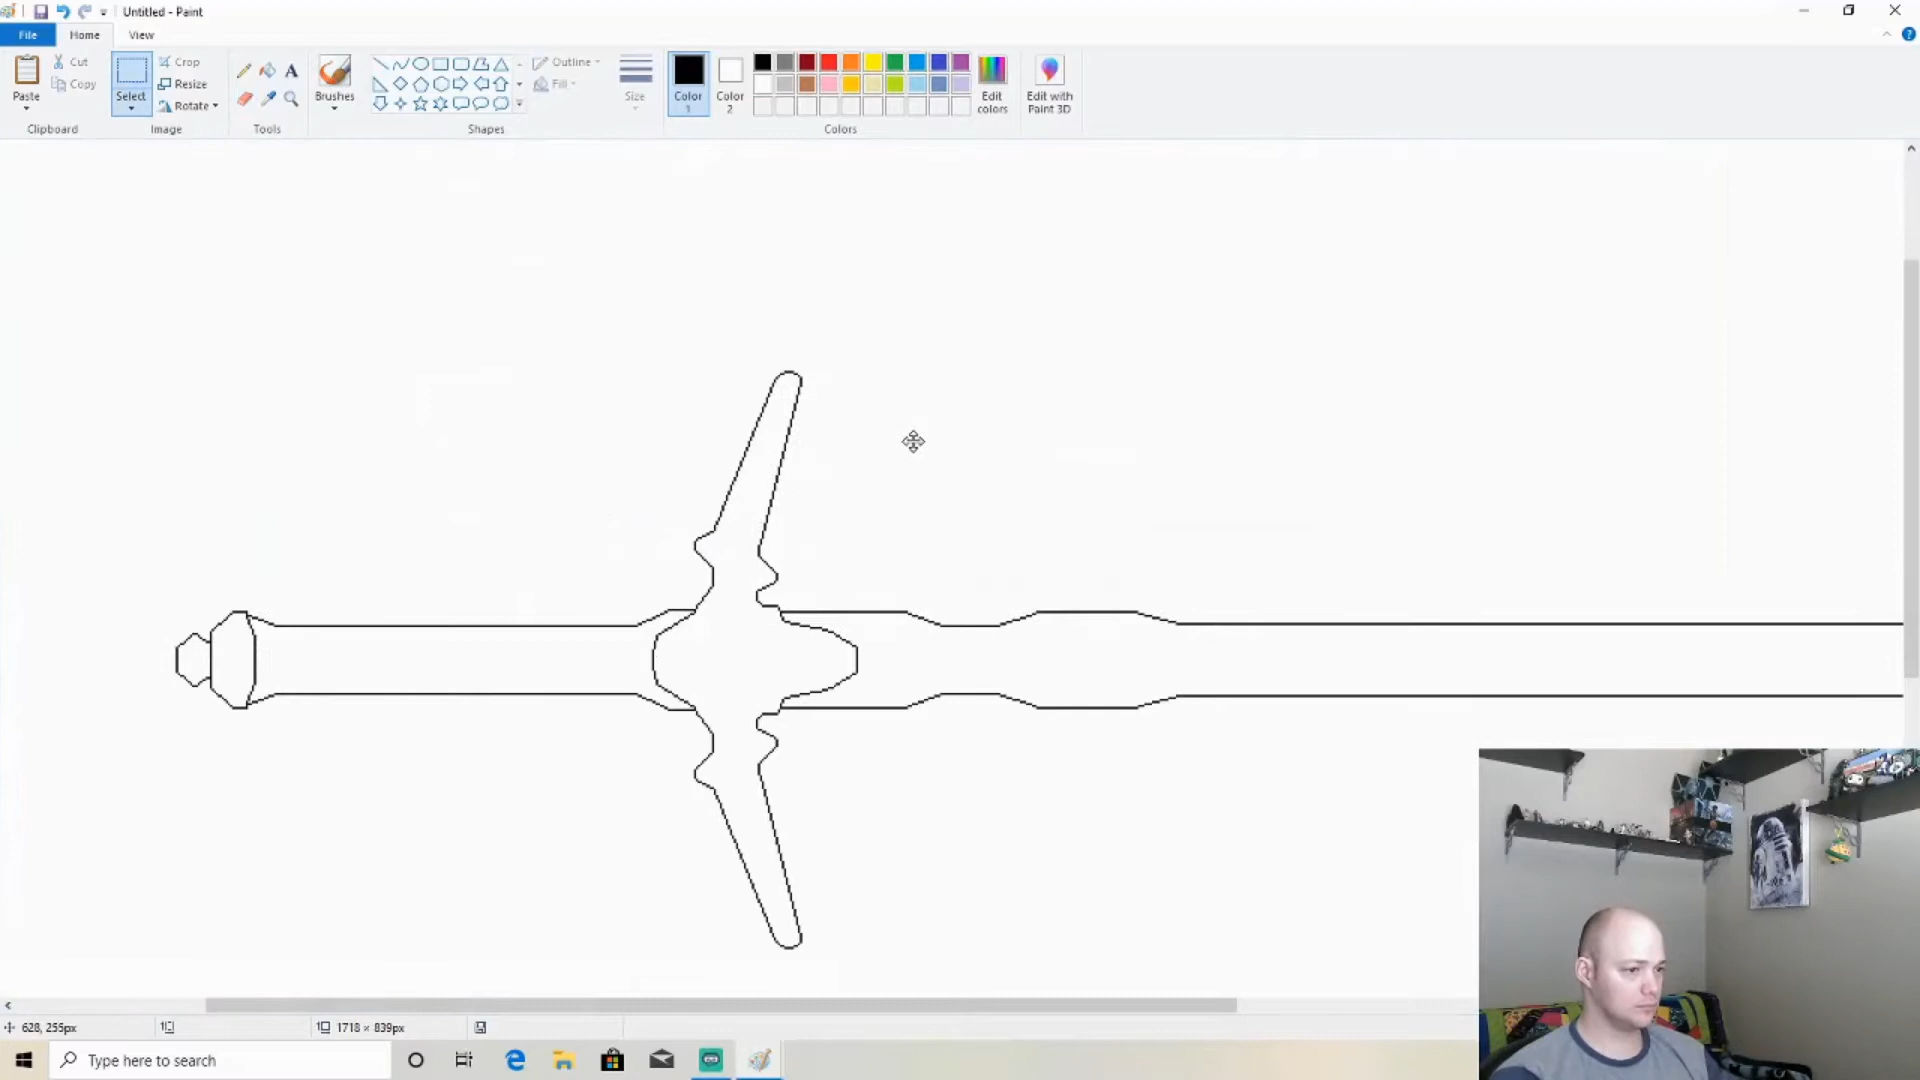 Untitled - Paint
File Home View
Paste
Cut
Copy
Clipboard
Select
Crop
Resize
Rotate
Image
Tools
Brushes
Shapes
Outline
Fill
Size
Color
1
Color
2
Colors
Edit
colors
Edit with
Paint 3D
628, 255px
1718 × 839px
Type here to search